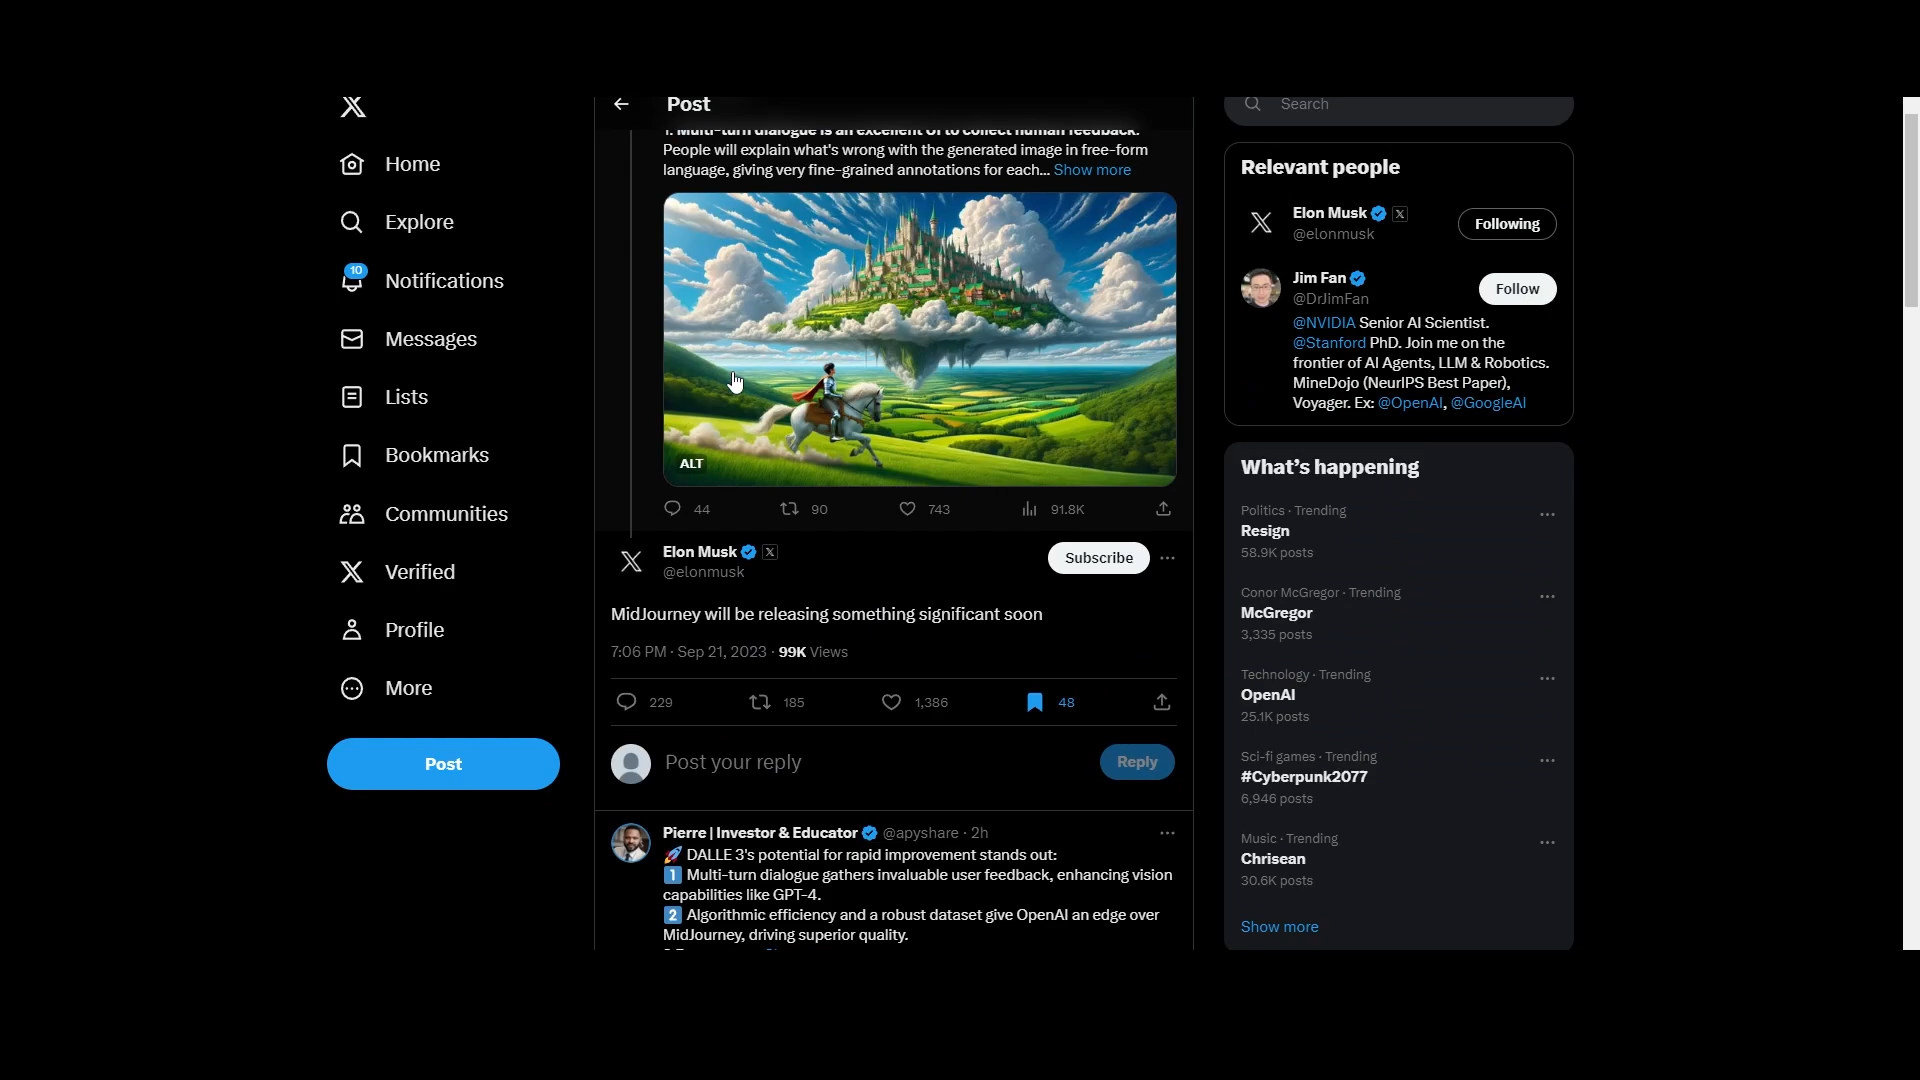 Home
Explore
10
Notifications
Messages
Lists
Bookmarks
Communities
Verified
Profile
More
Post
Post
1. Multi-turn dialogue is an excellent UI to collect human feedback.
People will explain what's wrong with the generated image in free-form
language, giving very fine-grained annotations for each... Show more
ALT
44 90 743 91.8K
Elon Musk
@elonmusk
Subscribe
MidJourney will be releasing something significant soon
7:06 PM · Sep 21, 2023 · 99K Views
229 185 1,386 48
Post your reply
Reply
Pierre | Investor & Educator @apyshare · 2h
🚀 DALLE 3's potential for rapid improvement stands out:
1️⃣ Multi-turn dialogue gathers invaluable user feedback, enhancing vision
capabilities like GPT-4.
2️⃣ Algorithmic efficiency and a robust dataset give OpenAI an edge over
MidJourney, driving superior quality.
Search
Relevant people
Elon Musk
@elonmusk
Following
Jim Fan
@DrJimFan
Follow
@NVIDIA Senior AI Scientist.
@Stanford PhD. Join me on the
frontier of AI Agents, LLM & Robotics.
MineDojo (NeurIPS Best Paper),
Voyager. Ex: @OpenAI, @GoogleAI
What's happening
Politics · Trending
Resign
58.9K posts
Conor McGregor · Trending
McGregor
3,335 posts
Technology · Trending
OpenAI
25.1K posts
Sci-fi games · Trending
#Cyberpunk2077
6,946 posts
Music · Trending
Chrisean
30.6K posts
Show more